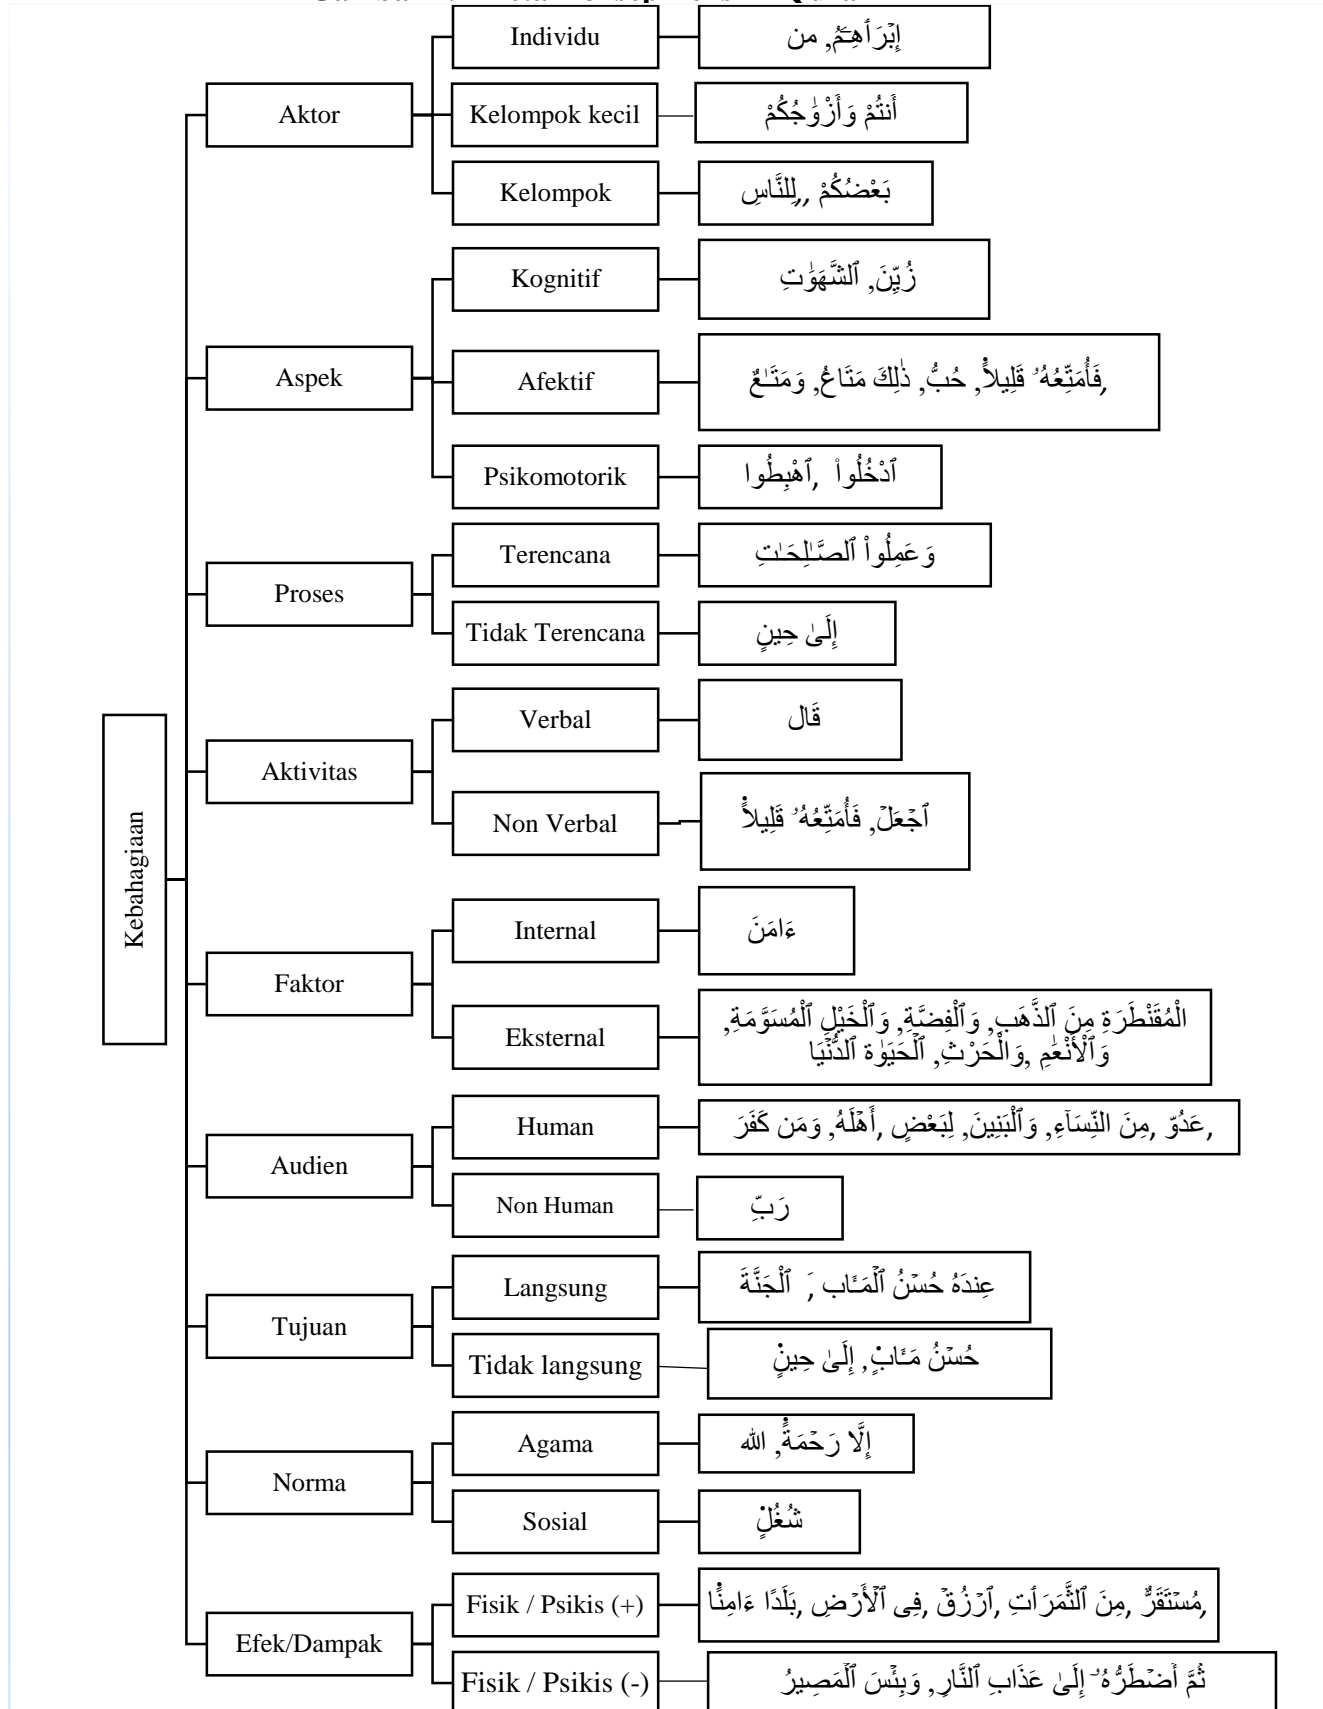 Individu
إِبْرَٰهِـۧمُ, من
Aktor
Kelompok kecil
أَنتُمْ وَأَزْوَٰجُكُمْ
Kelompok
بَعْضُكُمْ ,,لِلنَّاسِ
Kognitif
زُيِّنَ, ٱلشَّهَوَٰتِ
Aspek
Afektif
فَأُمَتِّعُهُۥ قَلِيلاً, حُبُّ, ذَٰلِكَ مَتَاعُ, وَمَتَـٰعٌ,
Psikomotorik
ٱدْخُلُوا۟ ,ٱهْبِطُوا
Terencana
وَعَمِلُوا۟ ٱلصَّـٰلِحَـٰتِ
Proses
Tidak Terencana
إِلَىٰ حِينٍ
Verbal
قَال
Aktivitas
Non Verbal
ٱجْعَلْ, فَأُمَتِّعُهُۥ قَلِيلاً
Kebahagiaan
Internal
ءَامَنَ
Faktor
Eksternal
الْمُقَنْطَرَةِ مِنَ ٱلذَّهَبِ, وَٱلْفِضَّةِ, وَٱلْخَيْلِ ٱلْمُسَوَّمَةِ,
وَٱلْأَنْعَٰمِ ,وَالْحَرْثِ, ٱلْحَيَوٰة ٱلدُّنْيَا
Human
عَدُوّ ,مِنَ النِّسَآءِ, وَٱلْبَنِينَ, لِبَعْضٍ ,أَهْلَهُ, وَمَن كَفَرَ,
Audien
Non Human
رَبِّ
Langsung
عِندَهُ حُسْنُ ٱلْمَـَٔاب , ٱلْجَنَّةَ
Tujuan
Tidak langsung
حُسْنُ مَـَٔابٍ, إِلَىٰ حِينٍ
Agama
إِلَّا رَحْمَةً, الله
Norma
Sosial
شُغُلٍ
Fisik / Psikis (+)
مُسْتَقَرٌّ ,مِنَ ٱلثَّمَرَٰتِ ,ٱرْزُقْ ,فِى ٱلْأَرْضِ ,بَلَدًا ءَامِنًا,
Efek/Dampak
Fisik / Psikis (-)
ثُمَّ أَضْطَرُّهُۥٓ إِلَىٰ عَذَابِ ٱلنَّارِ, وَبِئْسَ ٱلْمَصِيرُ